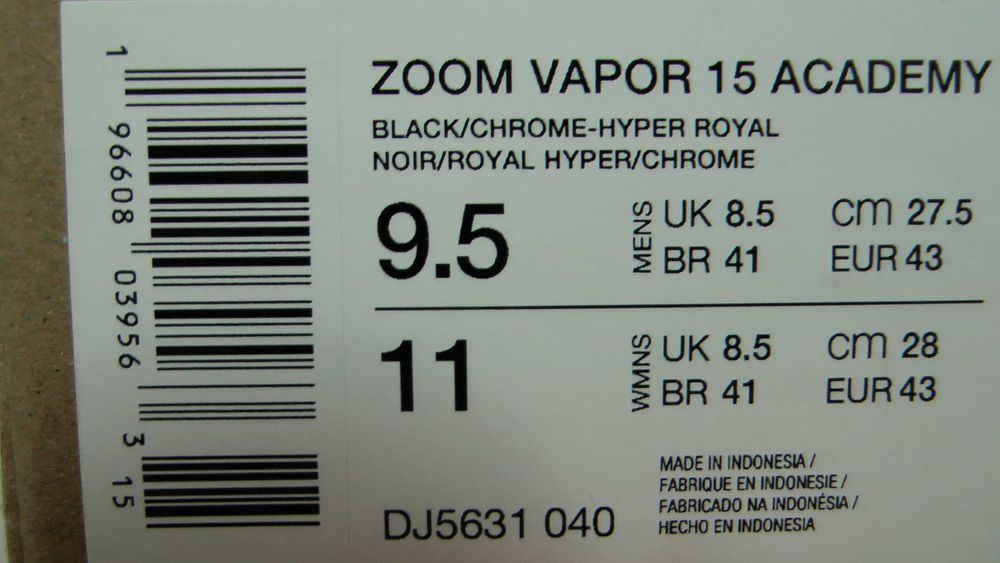 ZOOM VAPOR 15 ACADEMY
BLACK/CHROME-HYPER ROYAL
NOIR/ROYAL HYPER/CHROME
9.5 MENS UK 8.5 cm 27.5
BR 41 EUR 43
11 WMNS UK 8.5 cm 28
BR 41 EUR 43
MADE IN INDONESIA /
FABRIQUE EN INDONESIE /
FABRICADO NA INDONÉSIA /
HECHO EN INDONESIA
DJ5631 040
1 96608 03956 3 15